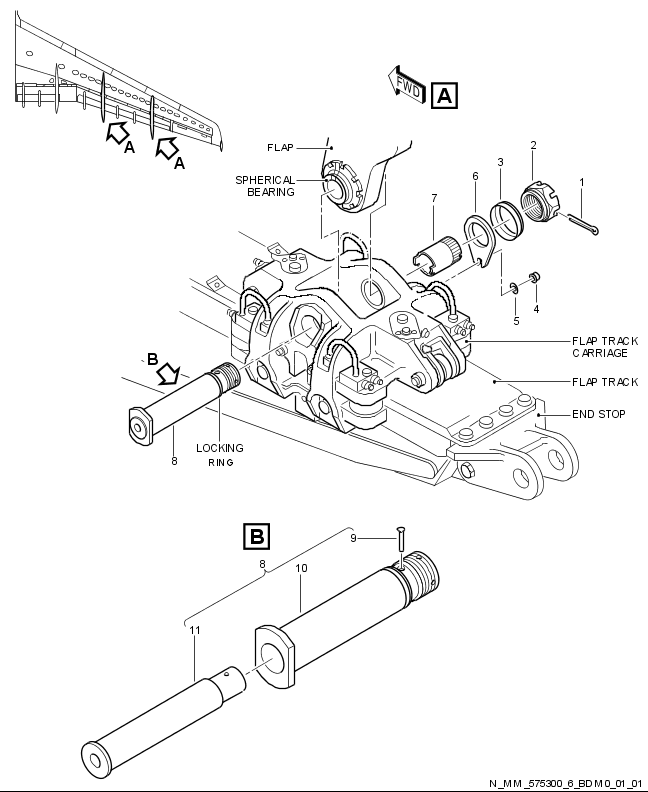 FWD
A
A
A
FLAP
SPHERICAL
BEARING
7
6
3
2
1
5
4
B
FLAP TRACK
CARRIAGE
FLAP TRACK
END STOP
8
LOCKING
RING
B
9
8
10
11
N_MM_575300_6_BDM0_01_01